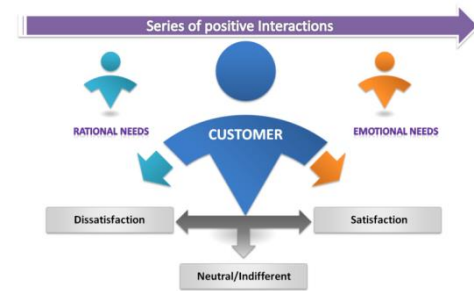 Series of positive Interactions
RATIONAL NEEDS
CUSTOMER
EMOTIONAL NEEDS
Dissatisfaction
Satisfaction
Neutral/Indifferent